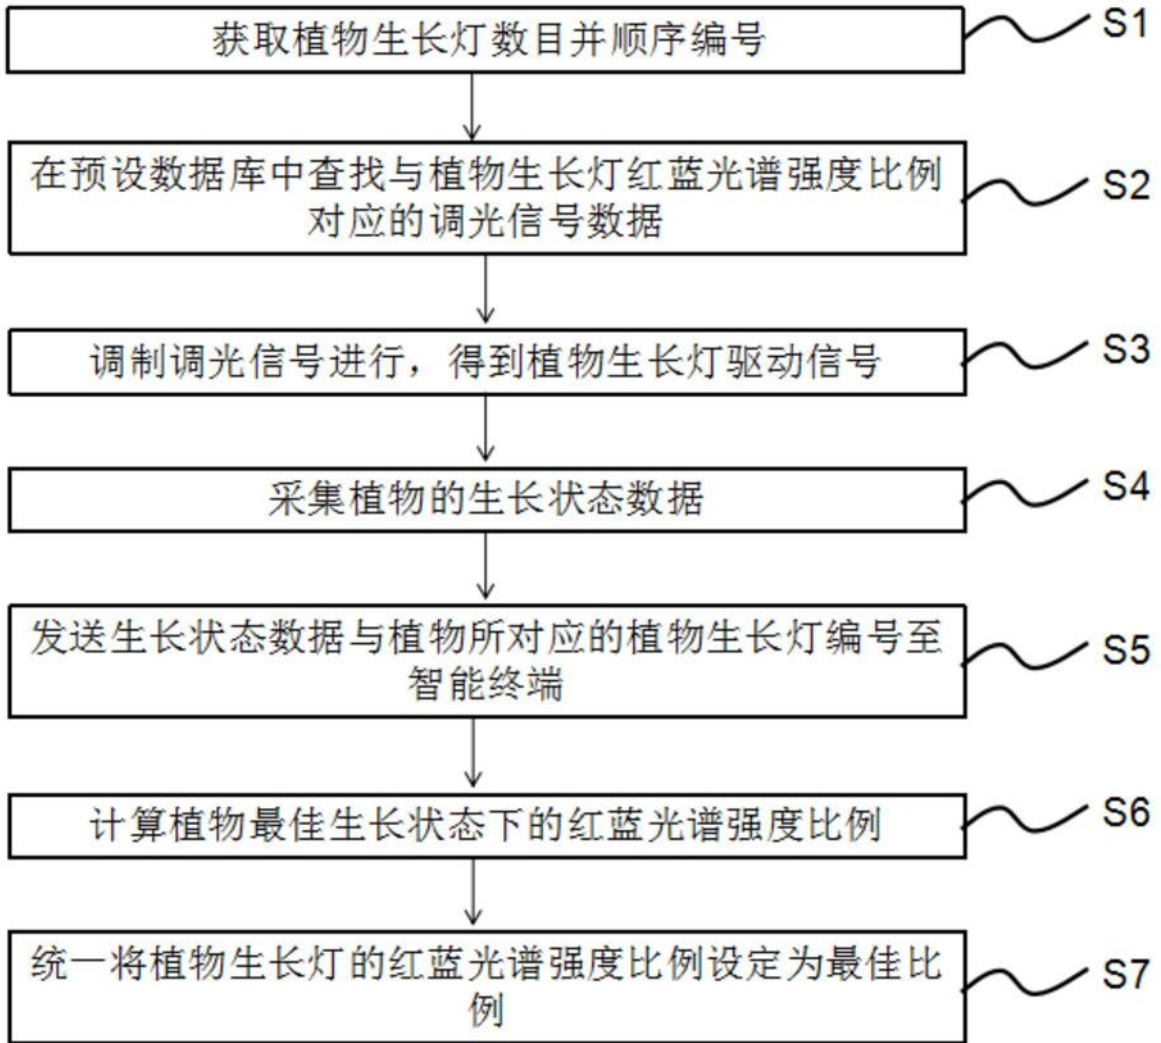 获取植物生长灯数目并顺序编号
S1
在预设数据库中查找与植物生长灯红蓝光谱强度比例
对应的调光信号数据
S2
调制调光信号进行，得到植物生长灯驱动信号
S3
采集植物的生长状态数据
S4
发送生长状态数据与植物所对应的植物生长灯编号至
智能终端
S5
计算植物最佳生长状态下的红蓝光谱强度比例
S6
统一将植物生长灯的红蓝光谱强度比例设定为最佳比
例
S7